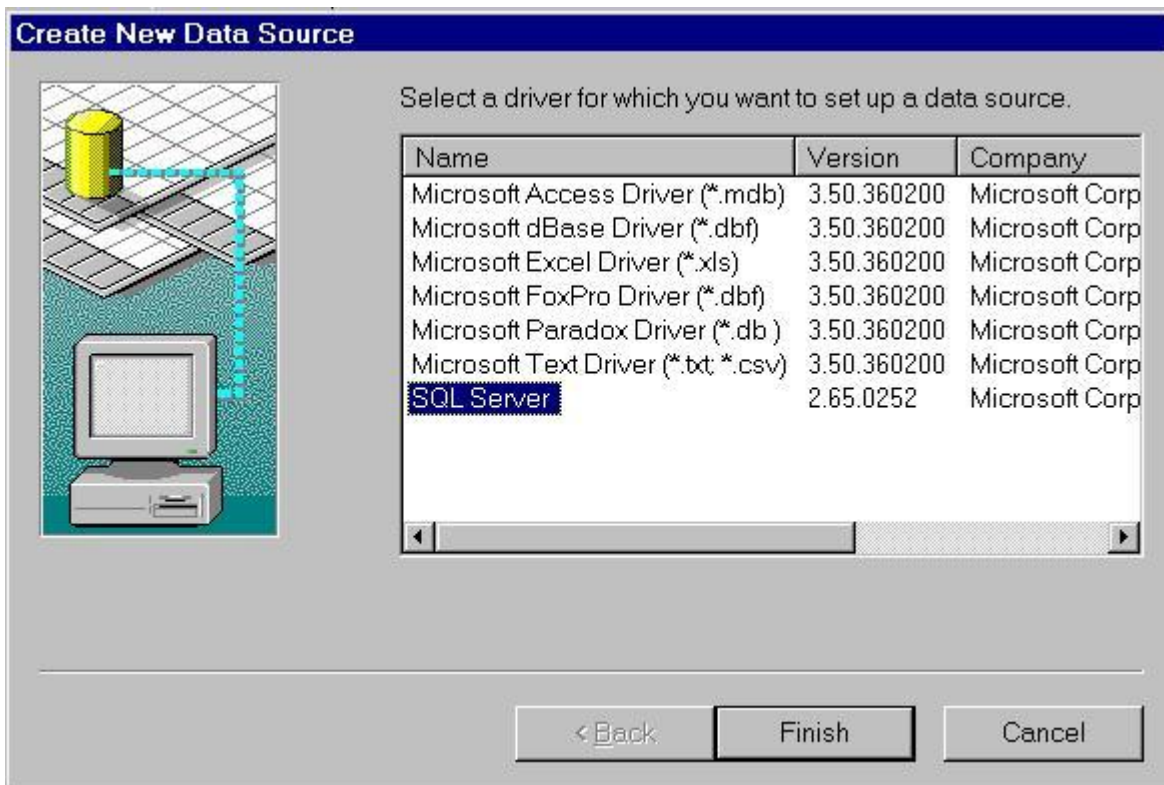 Create New Data Source
Select a driver for which you want to set up a data source.
Name Version Company
Microsoft Access Driver (*.mdb) 3.50.360200 Microsoft Corp
Microsoft dBase Driver (*.dbf) 3.50.360200 Microsoft Corp
Microsoft Excel Driver (*.xls) 3.50.360200 Microsoft Corp
Microsoft FoxPro Driver (*.dbf) 3.50.360200 Microsoft Corp
Microsoft Paradox Driver (*.db ) 3.50.360200 Microsoft Corp
Microsoft Text Driver (*.txt; *.csv) 3.50.360200 Microsoft Corp
SQL Server 2.65.0252 Microsoft Corp
< Back Finish Cancel